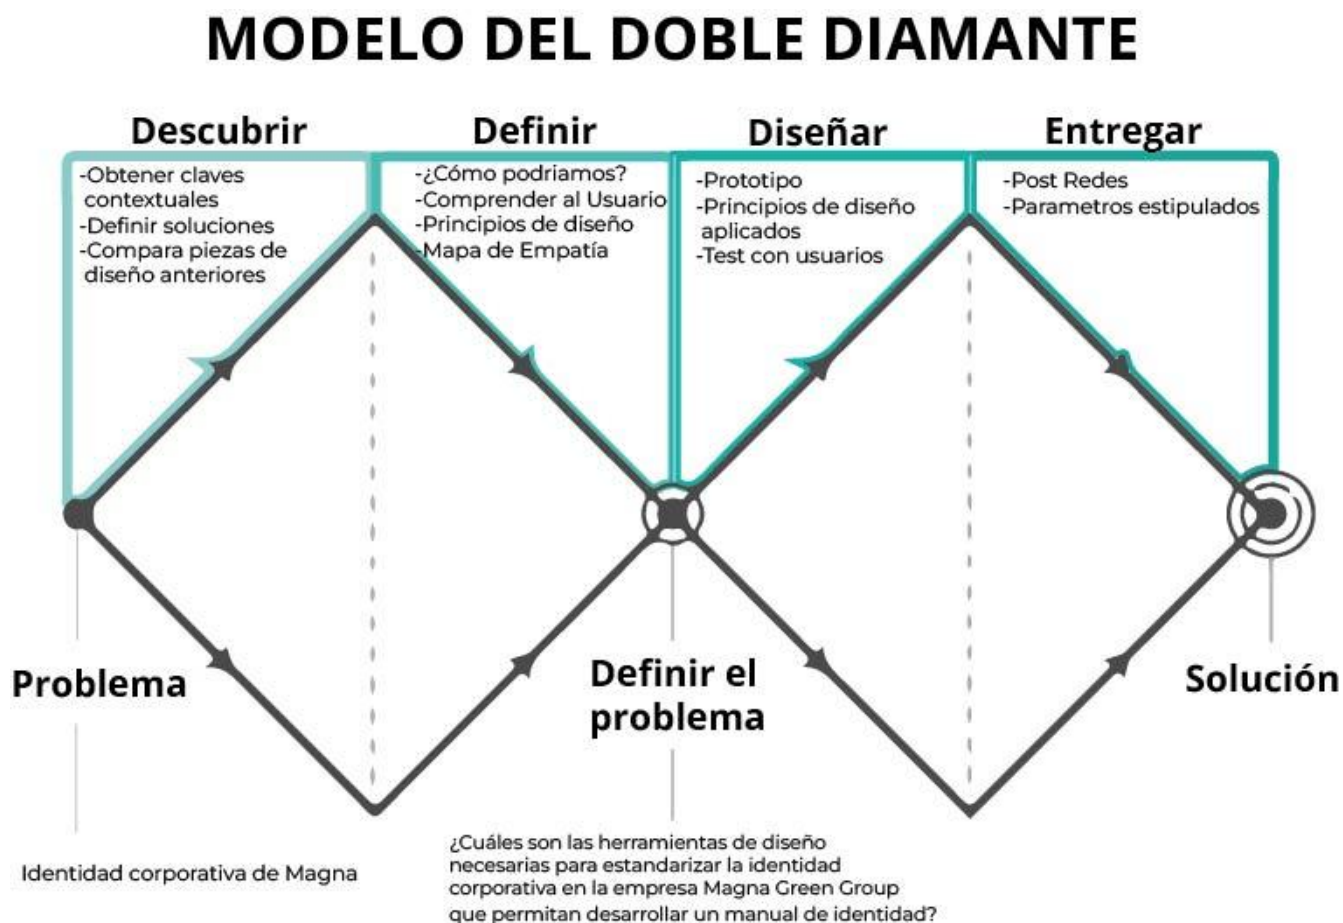 MODELO DEL DOBLE DIAMANTE
Descubrir
-Obtener claves
contextuales
-Definir soluciones
-Compara piezas de
diseño anteriores
Definir
-¿Cómo podriamos?
-Comprender al Usuario
-Principios de diseño
-Mapa de Empatía
Diseñar
-Prototipo
-Principios de diseño
aplicados
-Test con usuarios
Entregar
-Post Redes
-Parametros estipulados
Problema
Definir el
problema
Solución
Identidad corporativa de Magna
¿Cuáles son las herramientas de diseño
necesarias para estandarizar la identidad
corporativa en la empresa Magna Green Group
que permitan desarrollar un manual de identidad?